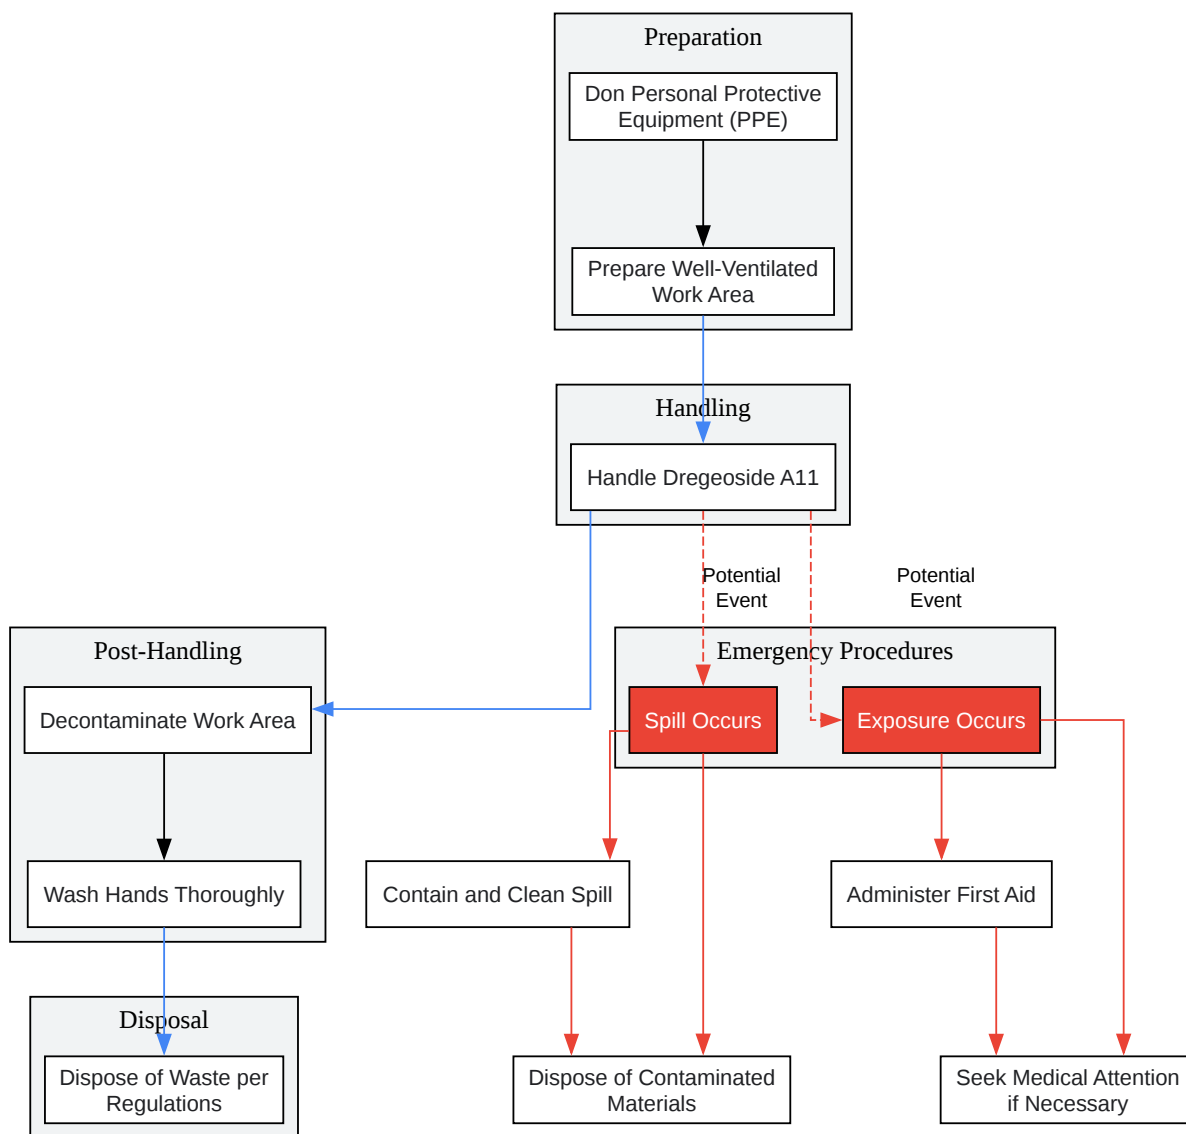 Preparation
Don Personal Protective
Equipment (PPE)
Prepare Well-Ventilated
Work Area
Handling
Handle Dregeoside A11
Potential
Event
Potential
Event
Post-Handling
Decontaminate Work Area
Wash Hands Thoroughly
Emergency Procedures
Spill Occurs
Exposure Occurs
Contain and Clean Spill
Administer First Aid
Disposal
Dispose of Waste per
Regulations
Dispose of Contaminated
Materials
Seek Medical Attention
if Necessary